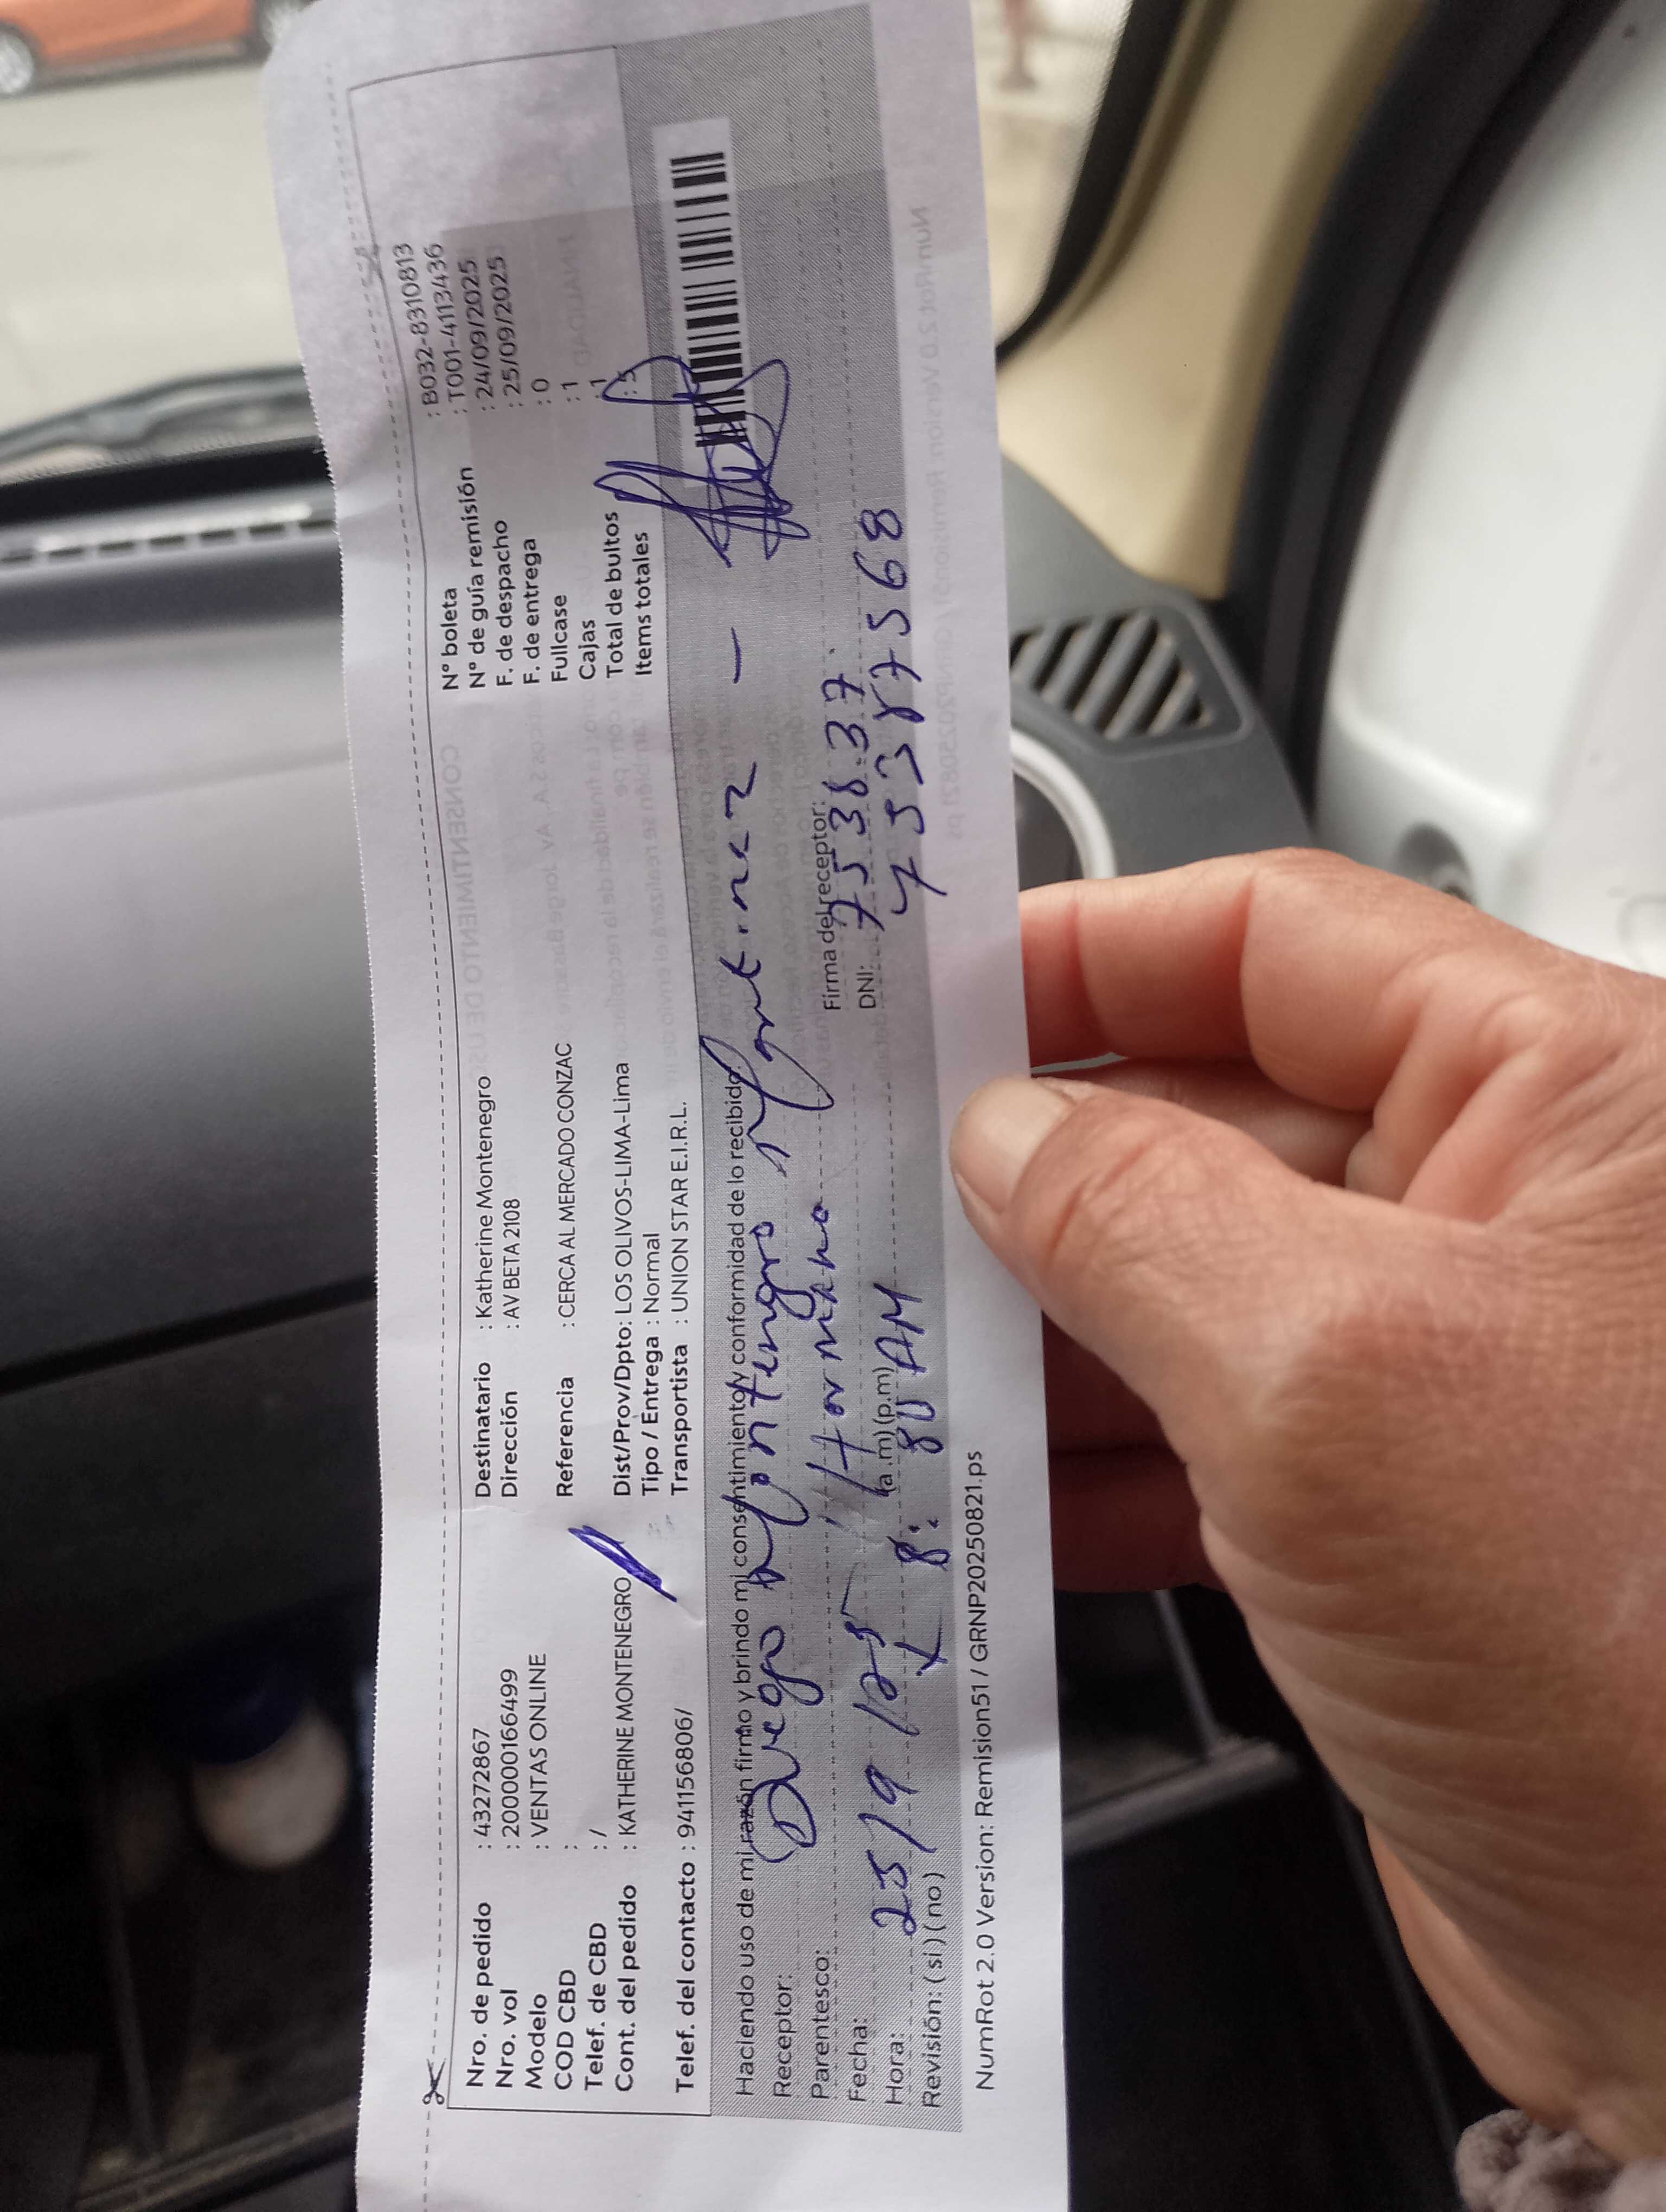 Nro. de pedido : 43272867
Nro. vol : 200000166499
Modelo : VENTAS ONLINE
COD CBD :
Telef. de CBD : /
Cont. del pedido : KATHERINE MONTENEGRO
Telef. del contacto : 941156806/
Destinatario : Katherine Montenegro
Dirección : AV BETA 2108
Referencia : CERCA AL MERCADO CONZAC
Dist/Prov/Dpto: LOS OLIVOS-LIMA-Lima
Tipo / Entrega : Normal
Transportista : UNION STAR E.I.R.L.
N° boleta : B032-8310813
N° de guía remisión : T001-4113436
F. de despacho : 24/09/2025
F. de entrega : 25/09/2025
Fullcase : 0
Cajas : 1
Total de bultos : 1
Items totales : 5
Haciendo uso de mi razón firmo y brindo mi consentimiento y conformidad de lo recibido
Receptor: Diego Montenegro Martinez -
Parentesco: Hermano
Firma del receptor:
Fecha: 25/9/25
DNI: 753837
75387568
Hora: (a.m) (p.m) 8: AM
Revisión: (si) (no)
NumRot 2.0 Version: Remision51 / GRNP20250821.ps